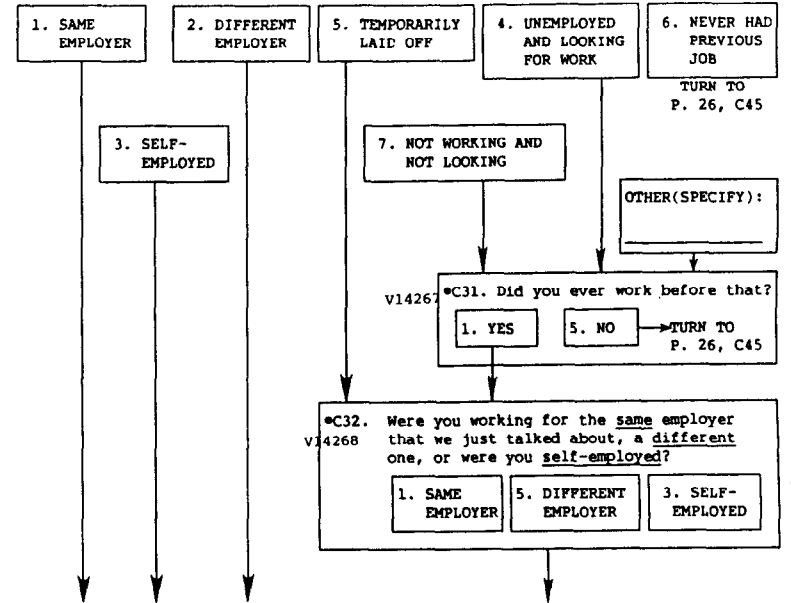 1. SAME
EMPLOYER
2. DIFFERENT
EMPLOYER
5. TEMPORARILY
LAID OFF
4. UNEMPLOYED
AND LOOKING
FOR WORK
6. NEVER HAD
PREVIOUS
JOB
TURN TO
P. 26, C45
3. SELF-
EMPLOYED
7. NOT WORKING AND
NOT LOOKING
OTHER(SPECIFY):
V14267
•C31. Did you ever work before that?
1. YES
5. NO
TURN TO
P. 26, C45
•C32. Were you working for the same employer
V14268
that we just talked about, a different
one, or were you self-employed?
1. SAME
EMPLOYER
5. DIFFERENT
EMPLOYER
3. SELF-
EMPLOYED